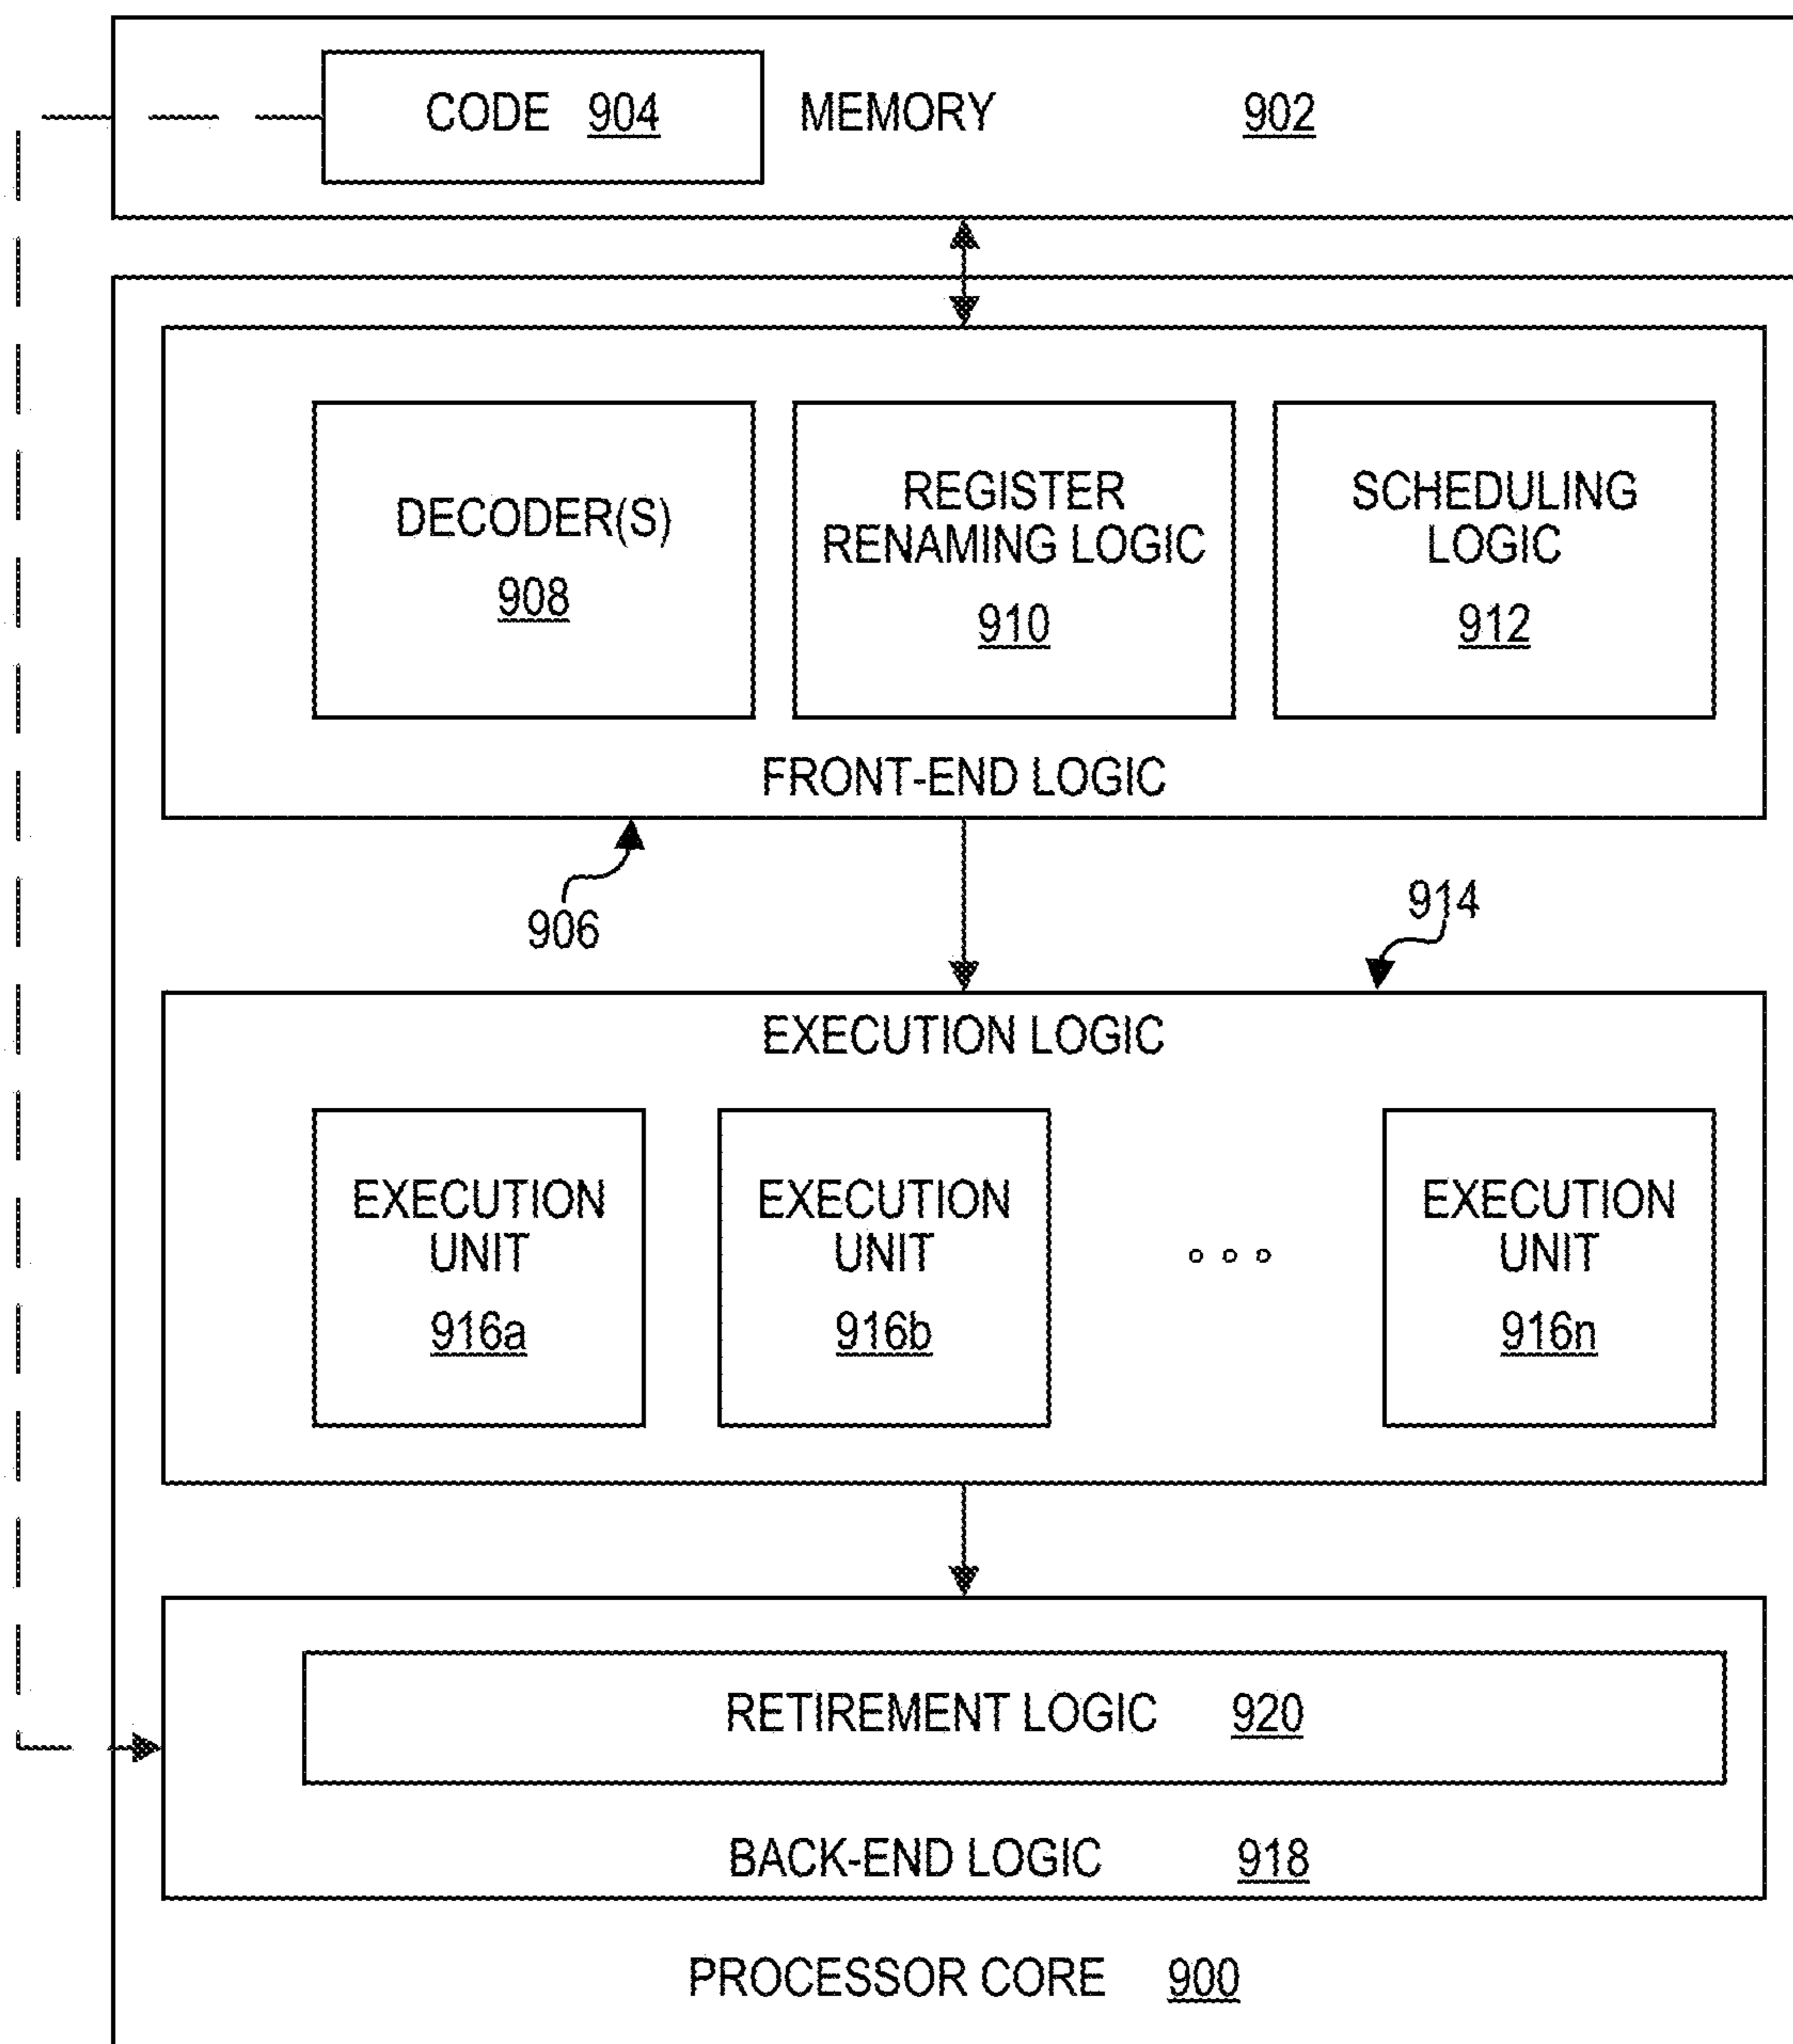 CODE 904 MEMORY 902
DECODER(S)
908
REGISTER
RENAMING LOGIC
910
SCHEDULING
LOGIC
912
FRONT-END LOGIC
906
914
EXECUTION LOGIC
EXECUTION
UNIT
916a
EXECUTION
UNIT
916b
EXECUTION
UNIT
916n
RETIREMENT LOGIC 920
BACK-END LOGIC 918
PROCESSOR CORE 900